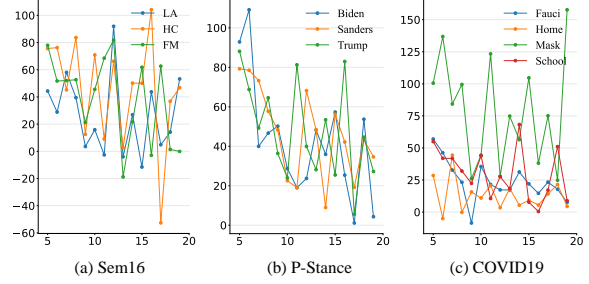 LA
HC
FM
100
80
60
40
20
0
−20
−40
−60
5
10
15
20
(a) Sem16
Biden
Sanders
Trump
100
80
60
40
20
0
5
10
15
20
(b) P-Stance
Fauci
Home
Mask
School
150
125
100
75
50
25
0
5
10
15
20
(c) COVID19